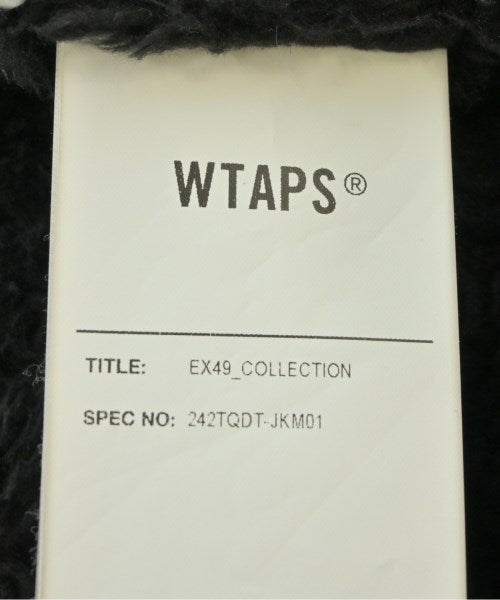 WTAPS®
TITLE: EX49_COLLECTION
SPEC NO: 242TQDT-JKM01